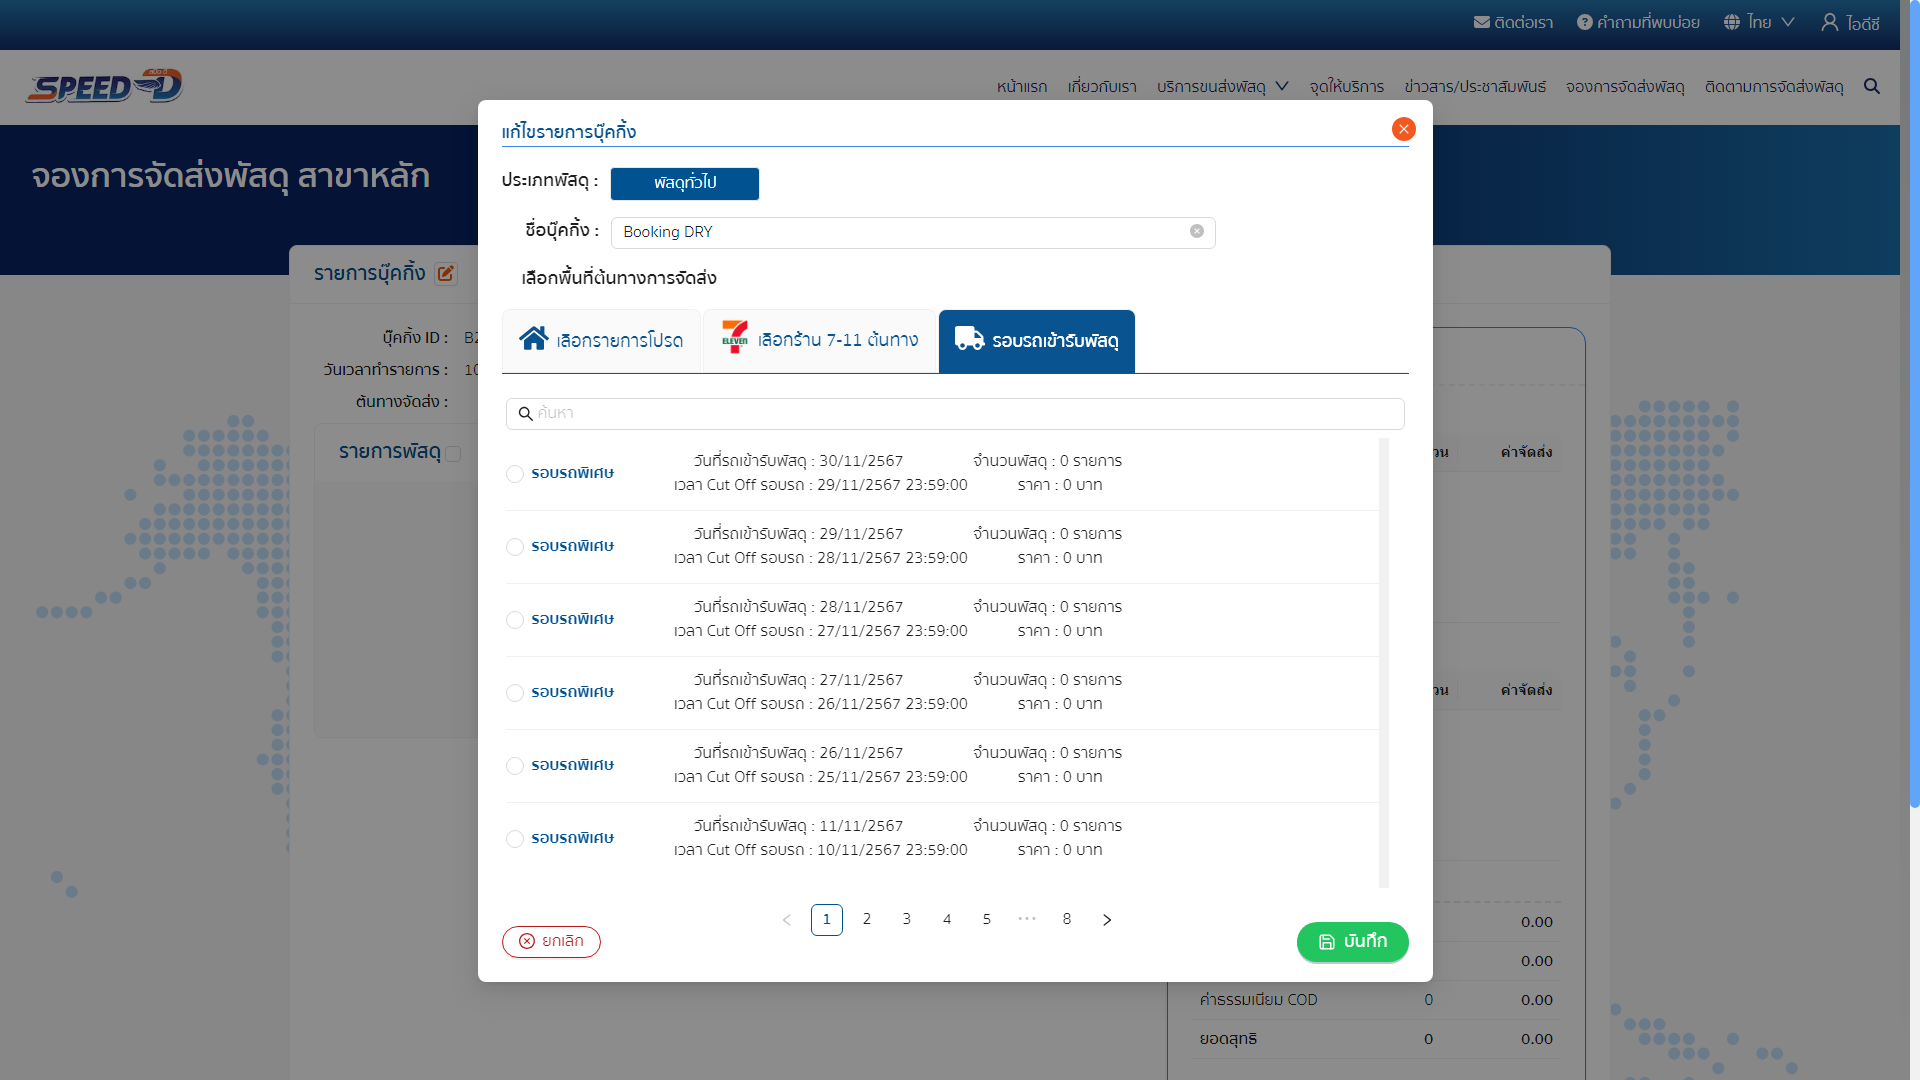 ติดต่อเรา คำถามที่พบบ่อย ไทย ไอดีซี
สปีด ดี
SPEED-D
หน้าแรก เกี่ยวกับเรา บริการขนส่งพัสดุ จุดให้บริการ ข่าวสาร/ประชาสัมพันธ์ จองการจัดส่งพัสดุ ติดตามการจัดส่งพัสดุ
จองการจัดส่งพัสดุ สาขาหลัก
แก้ไขรายการบุ๊คกิ้ง
ประเภทพัสดุ : พัสดุทั่วไป
ชื่อบุ๊คกิ้ง : Booking DRY
เลือกพื้นที่ต้นทางการจัดส่ง
เลือกรายการโปรด ELEVEN เลือกร้าน 7-11 ต้นทาง รอบรถเข้ารับพัสดุ
ค้นหา
รอบรถพิเศษ วันที่รถเข้ารับพัสดุ : 30/11/2567 จำนวนพัสดุ : 0 รายการ
เวลา Cut Off รอบรถ : 29/11/2567 23:59:00 ราคา : 0 บาท
รอบรถพิเศษ วันที่รถเข้ารับพัสดุ : 29/11/2567 จำนวนพัสดุ : 0 รายการ
เวลา Cut Off รอบรถ : 28/11/2567 23:59:00 ราคา : 0 บาท
รอบรถพิเศษ วันที่รถเข้ารับพัสดุ : 28/11/2567 จำนวนพัสดุ : 0 รายการ
เวลา Cut Off รอบรถ : 27/11/2567 23:59:00 ราคา : 0 บาท
รอบรถพิเศษ วันที่รถเข้ารับพัสดุ : 27/11/2567 จำนวนพัสดุ : 0 รายการ
เวลา Cut Off รอบรถ : 26/11/2567 23:59:00 ราคา : 0 บาท
รอบรถพิเศษ วันที่รถเข้ารับพัสดุ : 26/11/2567 จำนวนพัสดุ : 0 รายการ
เวลา Cut Off รอบรถ : 25/11/2567 23:59:00 ราคา : 0 บาท
รอบรถพิเศษ วันที่รถเข้ารับพัสดุ : 11/11/2567 จำนวนพัสดุ : 0 รายการ
เวลา Cut Off รอบรถ : 10/11/2567 23:59:00 ราคา : 0 บาท
1 2 3 4 5 ••• 8
ยกเลิก บันทึก
รายการบุ๊คกิ้ง
บุ๊คกิ้ง ID :
วันเวลาทำรายการ : 10
ต้นทางจัดส่ง :
รายการพัสดุ
ค่าจัดส่ง
ค่าจัดส่ง
0.00
0.00
ค่าธรรมเนียม COD 0 0.00
ยอดสุทธิ 0 0.00